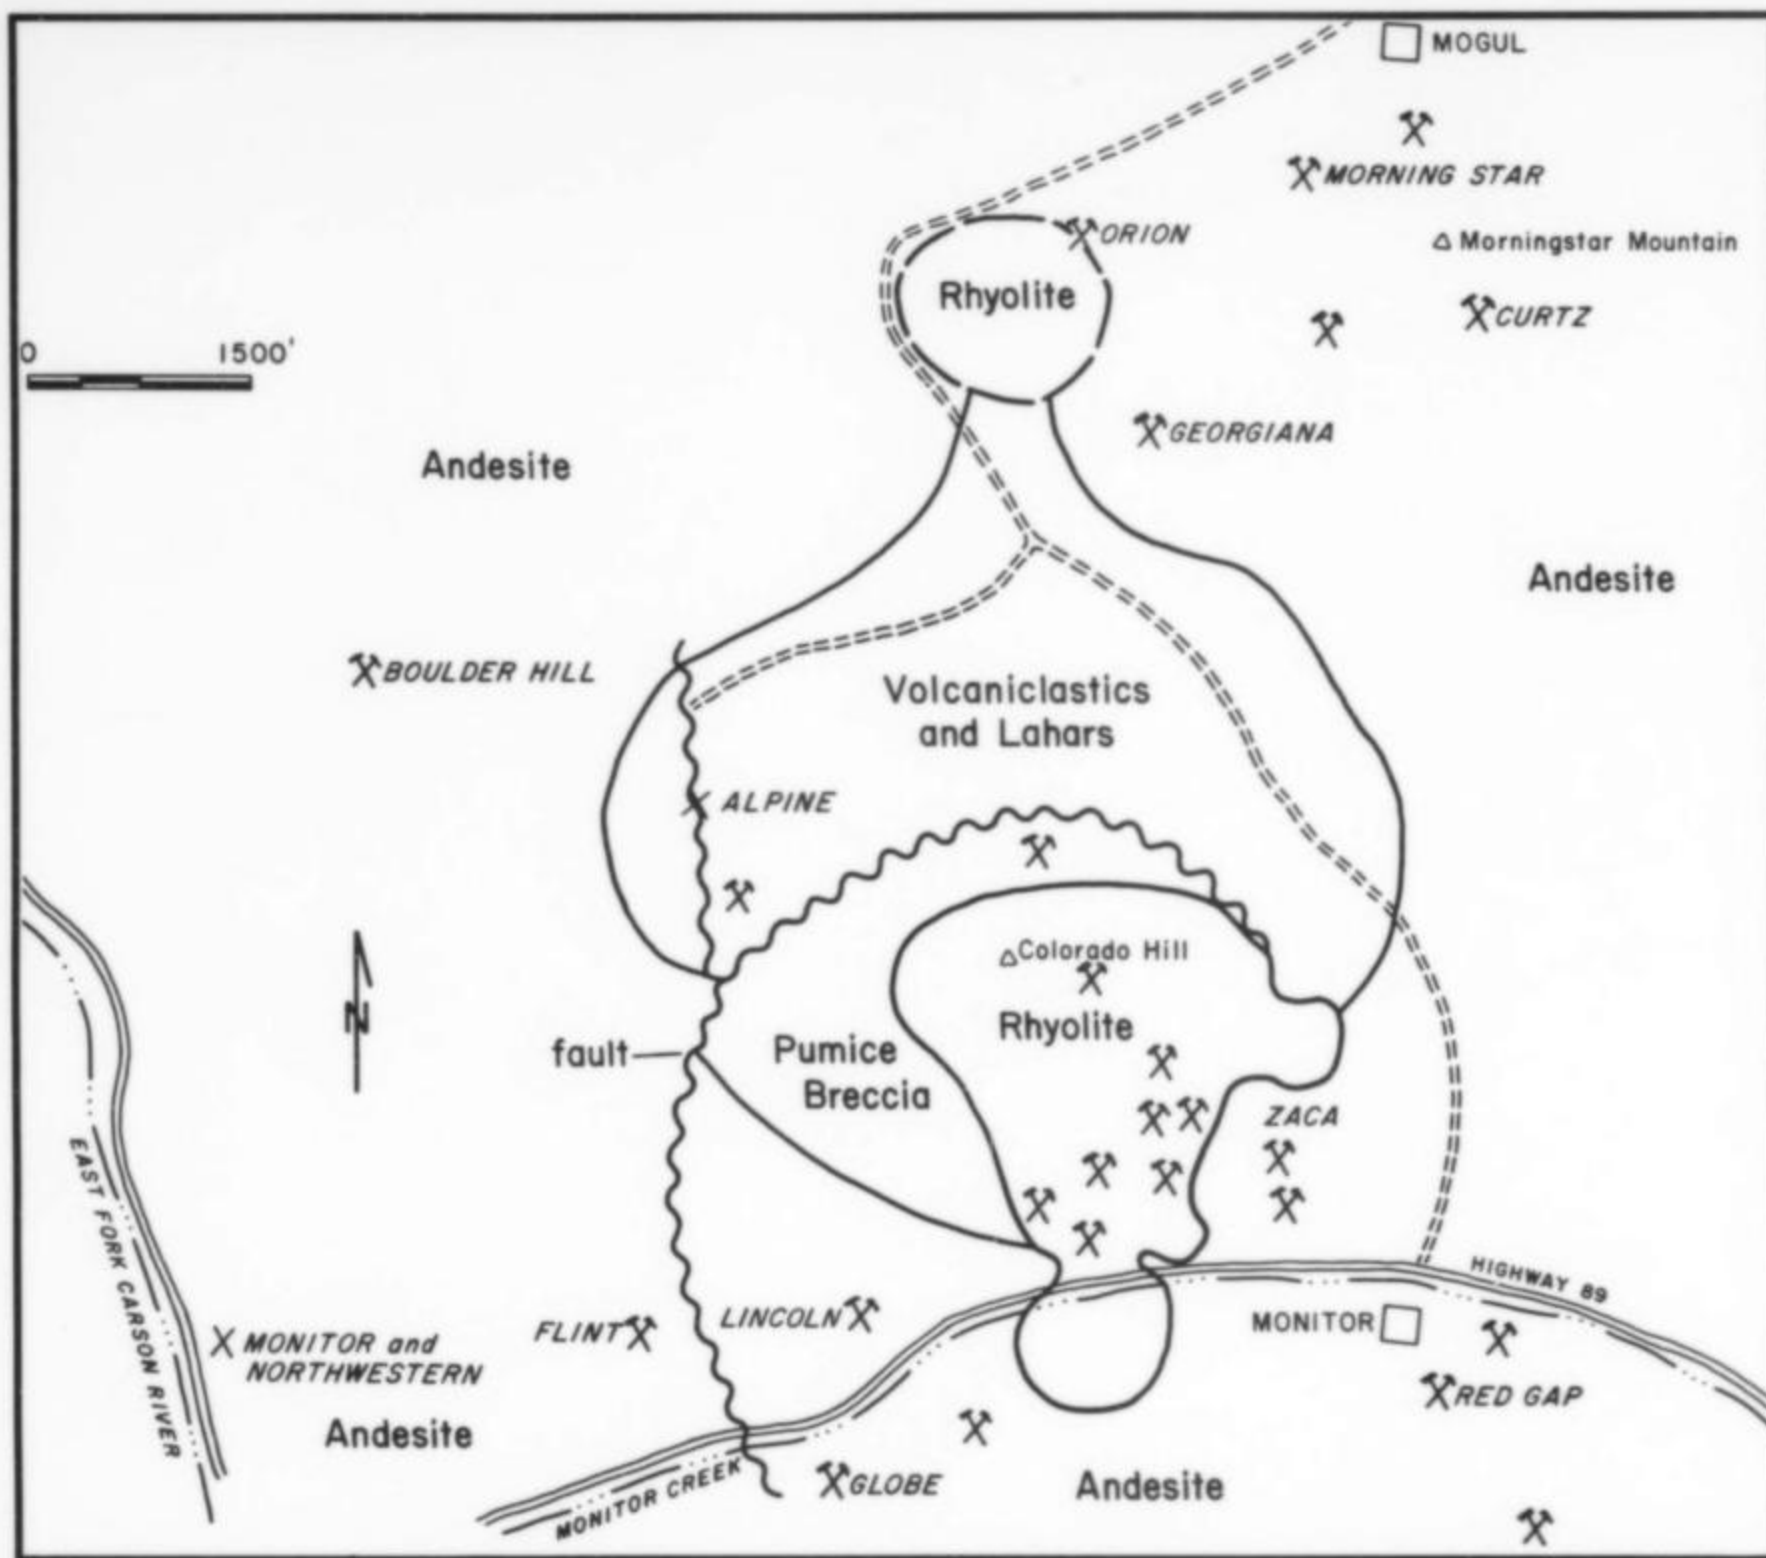 MOGUL
MORNING STAR
ORION
Morningstar Mountain
Rhyolite
CURTZ
0 1500'
GEORGIANA
Andesite
Andesite
BOULDER HILL
Volcaniclastics
and Lahars
ALPINE
Colorado Hill
N
Rhyolite
fault
Pumice
Breccia
ZACA
EAST FORK CARSON RIVER
HIGHWAY 89
LINCOLN
FLINT
MONITOR
MONITOR and
NORTHWESTERN
RED GAP
Andesite
GLOBE
Andesite
MONITOR CREEK